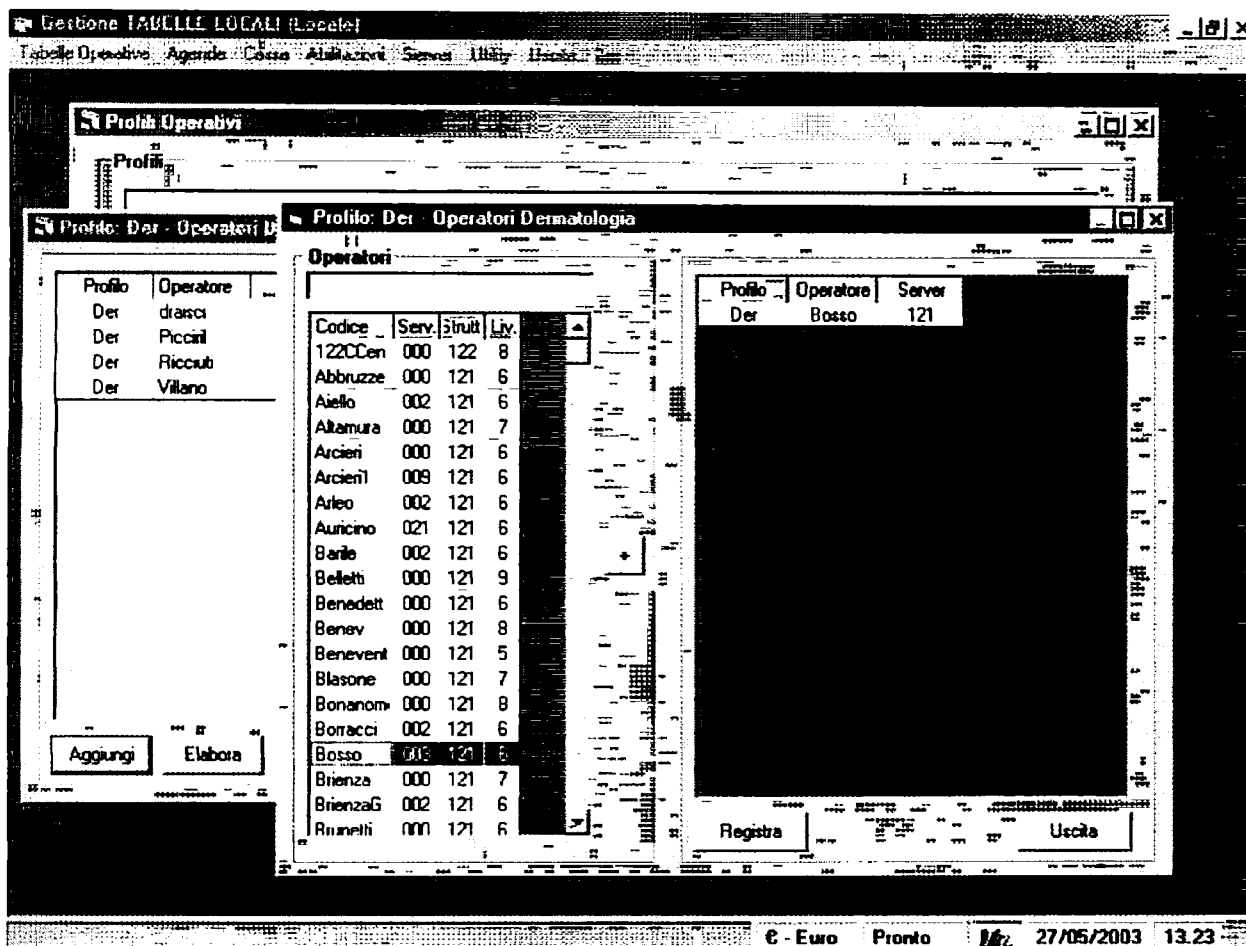 Gestione TABELLE LOCALI (Locale)
Tabelle Operative Agende Cassa Abilitazioni Server Utility Uscita
Profili Operativi
Profili
Profilo: Der - Operatori D
Profilo Operatore
Der draisci
Der Picciril
Der Ricciuti
Der Villano
Aggiungi Elabora
Profilo: Der - Operatori Dermatologia
Operatori
Codice Serv. Strutt Liv.
122CCen 000 122 8
Abbruzze 000 121 6
Aiello 002 121 6
Altamura 000 121 7
Arcieri 000 121 6
Arcieri1 009 121 6
Arleo 002 121 6
Auricino 021 121 6
Barile 002 121 6
Belletti 000 121 9
Benedett 000 121 6
Benev 000 121 8
Benevent 000 121 5
Blasone 000 121 7
Bonanom 000 121 8
Borracci 002 121 6
Bosso 003 121 6
Brienza 000 121 7
BrienzaG 002 121 6
Brunetti 000 121 6
+
Profilo Operatore Server
Der Bosso 121
Registra Uscita
€ - Euro Pronto 27/05/2003 13.23